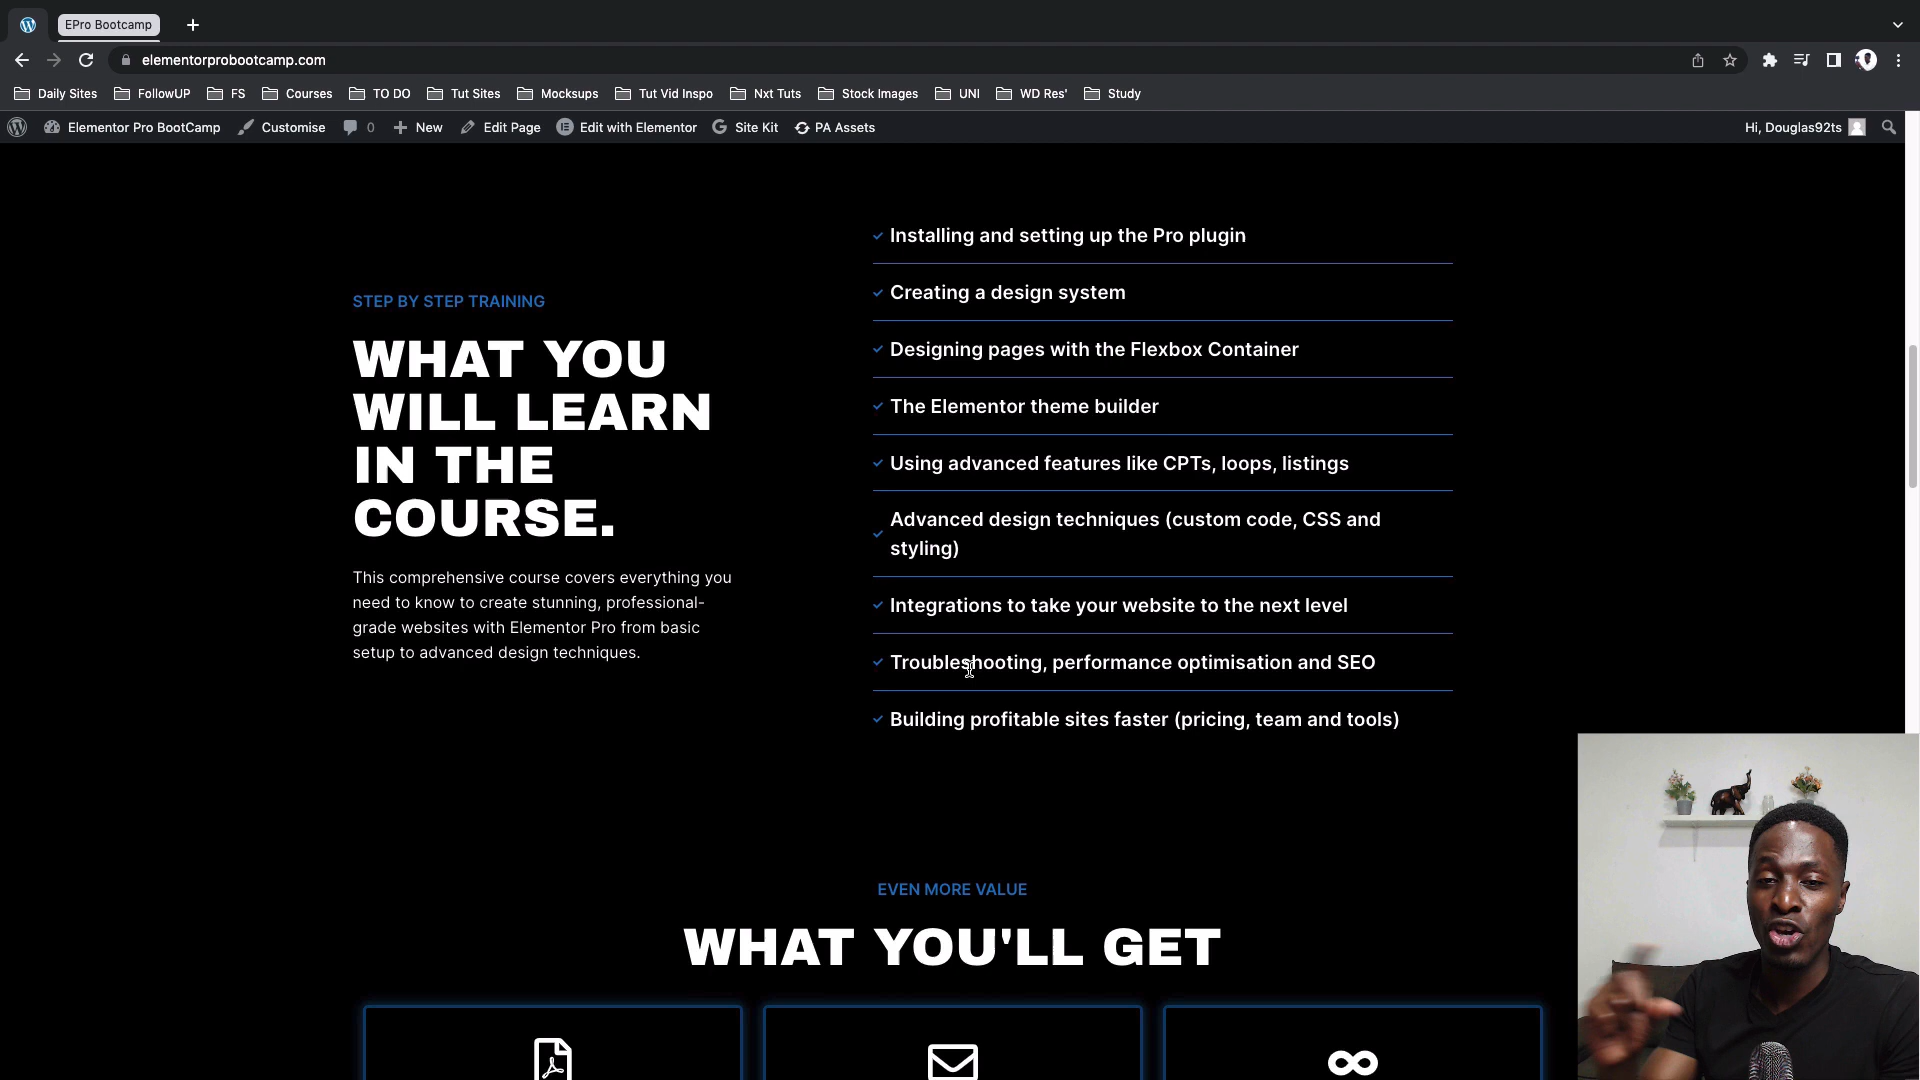 EPro Bootcamp
elementorprobootcamp.com
Daily Sites FollowUP FS Courses TO DO Tut Sites Mocksups Tut Vid Inspo Nxt Tuts Stock Images UNI WD Res' Study
Elementor Pro BootCamp Customise 0 New Edit Page Edit with Elementor Site Kit PA Assets Hi, Douglas92ts
STEP BY STEP TRAINING
WHAT YOU
WILL LEARN
IN THE
COURSE.
This comprehensive course covers everything you
need to know to create stunning, professional-
grade websites with Elementor Pro from basic
setup to advanced design techniques.
Installing and setting up the Pro plugin
Creating a design system
Designing pages with the Flexbox Container
The Elementor theme builder
Using advanced features like CPTs, loops, listings
Advanced design techniques (custom code, CSS and
styling)
Integrations to take your website to the next level
Troubleshooting, performance optimisation and SEO
Building profitable sites faster (pricing, team and tools)
EVEN MORE VALUE
WHAT YOU'LL GET